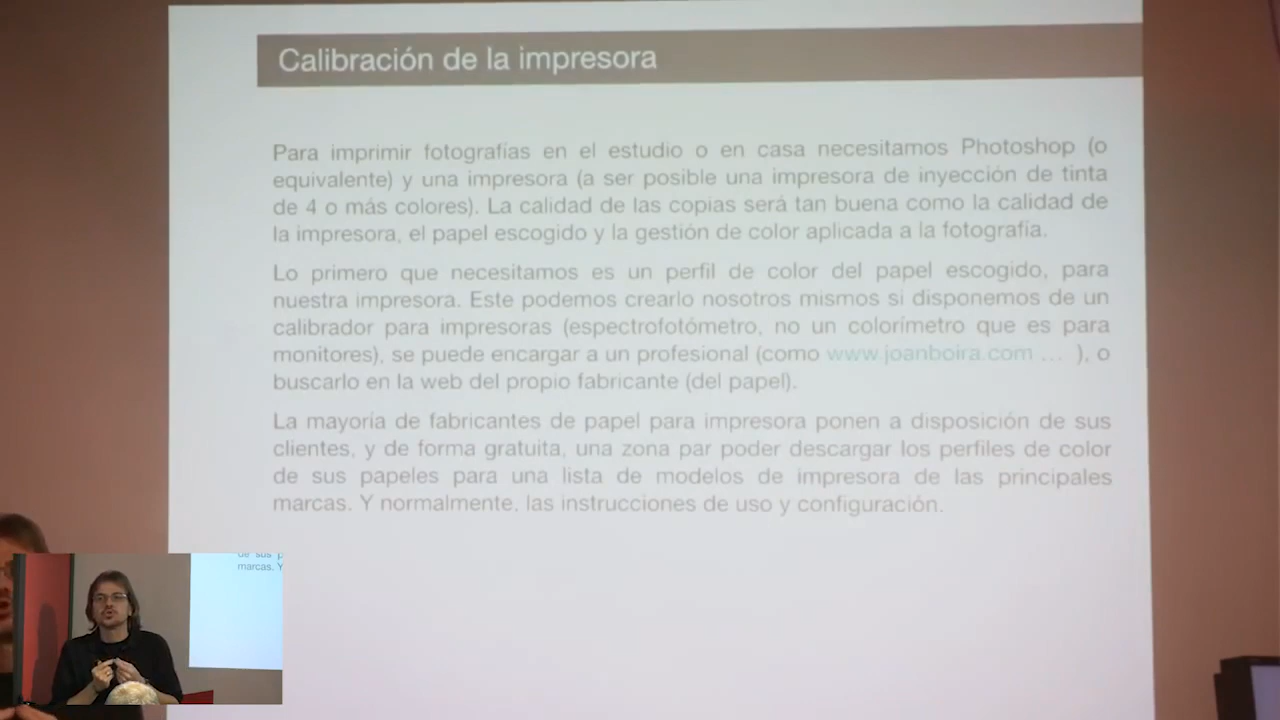 Calibración de la impresora
Para imprimir fotografías en el estudio o en casa necesitamos Photoshop (o
equivalente) y una impresora (a ser posible una impresora de inyección de tinta
de 4 o más colores). La calidad de las copias será tan buena como la calidad de
la impresora, el papel escogido y la gestión de color aplicada a la fotografía.
Lo primero que necesitamos es un perfil de color del papel escogido, para
nuestra impresora. Este podemos crearlo nosotros mismos si disponemos de un
calibrador para impresoras (espectrofotómetro, no un colorímetro que es para
monitores), se puede encargar a un profesional (como www.joanboira.com ... ), o
buscarlo en la web del propio fabricante (del papel).
La mayoría de fabricantes de papel para impresora ponen a disposición de sus
clientes, y de forma gratuita, una zona par poder descargar los perfiles de color
de sus papeles para una lista de modelos de impresora de las principales
marcas. Y normalmente, las instrucciones de uso y configuración.
de sus p
marcas. Y